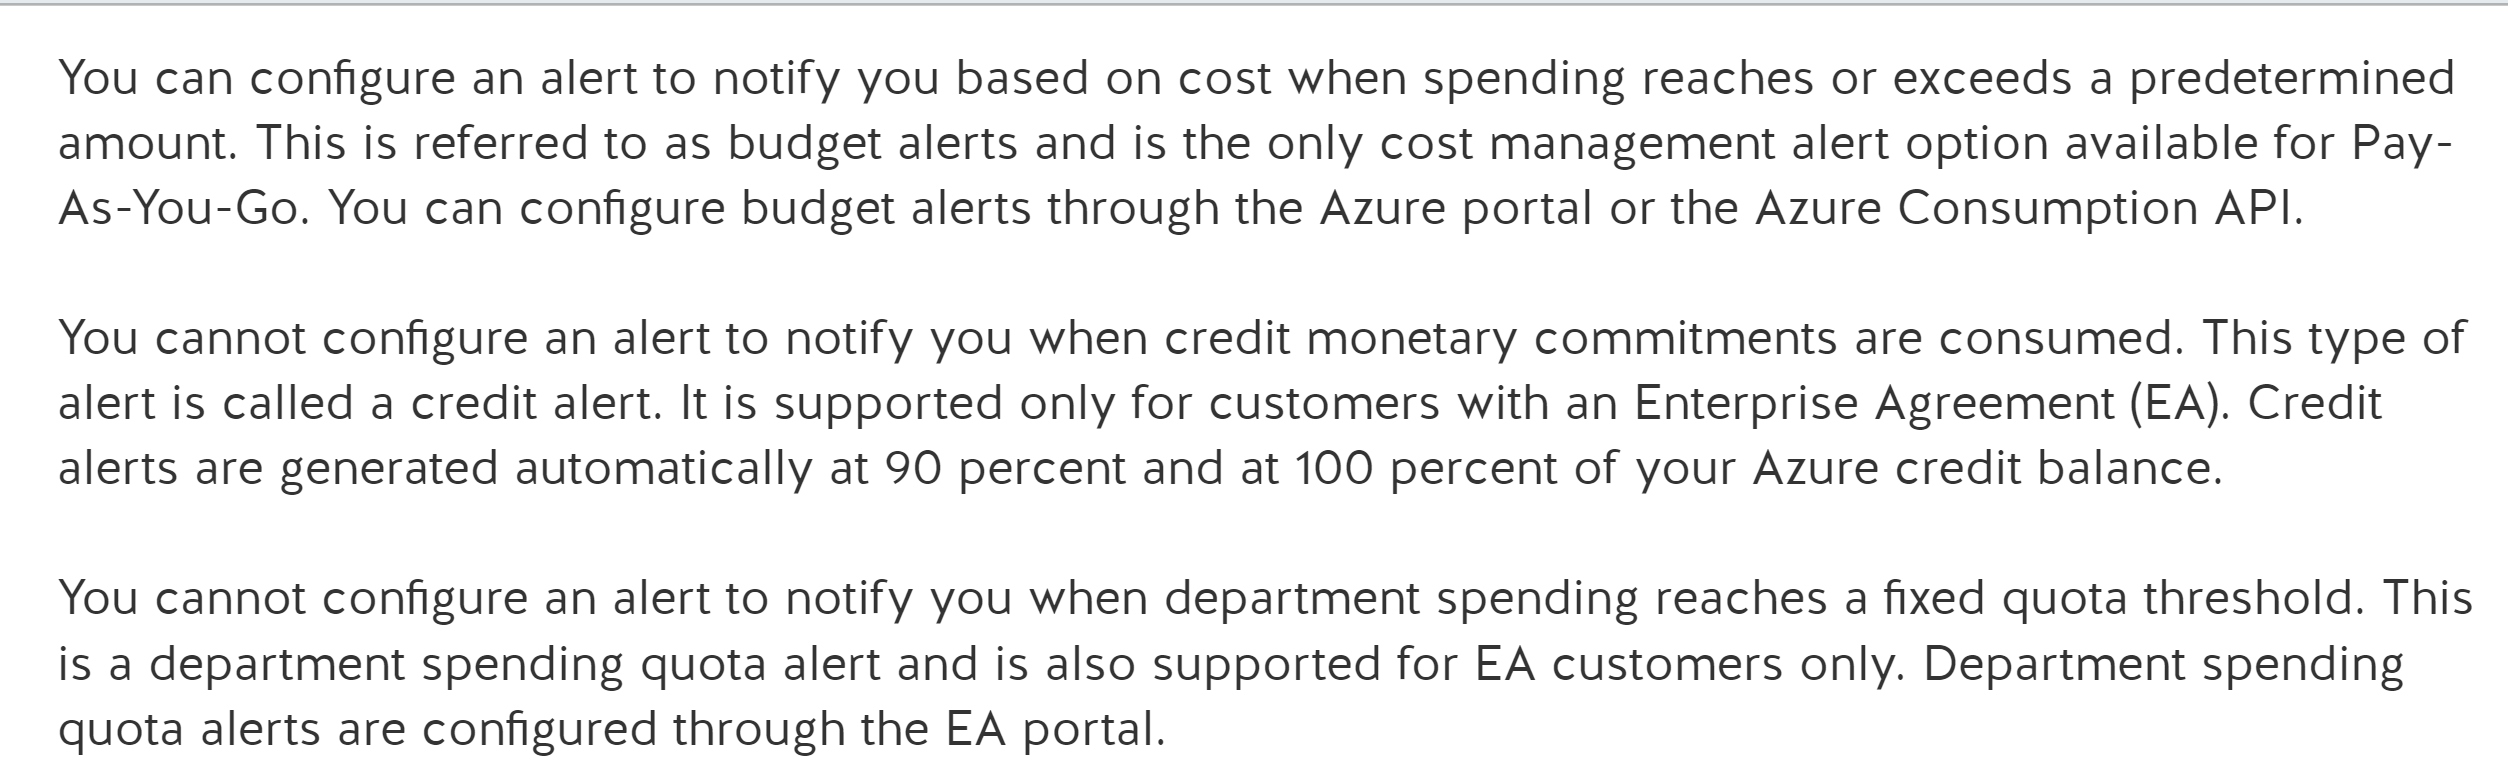 You can configure an alert to notify you based on cost when spending reaches or exceeds a predetermined
amount. This is referred to as budget alerts and is the only cost management alert option available for Pay-
As-You-Go. You can configure budget alerts through the Azure portal or the Azure Consumption API.
You cannot configure an alert to notify you when credit monetary commitments are consumed. This type of
alert is called a credit alert. It is supported only for customers with an Enterprise Agreement (EA). Credit
alerts are generated automatically at 90 percent and at 100 percent of your Azure credit balance.
You cannot configure an alert to notify you when department spending reaches a fixed quota threshold. This
is a department spending quota alert and is also supported for EA customers only. Department spending
quota alerts are configured through the EA portal.